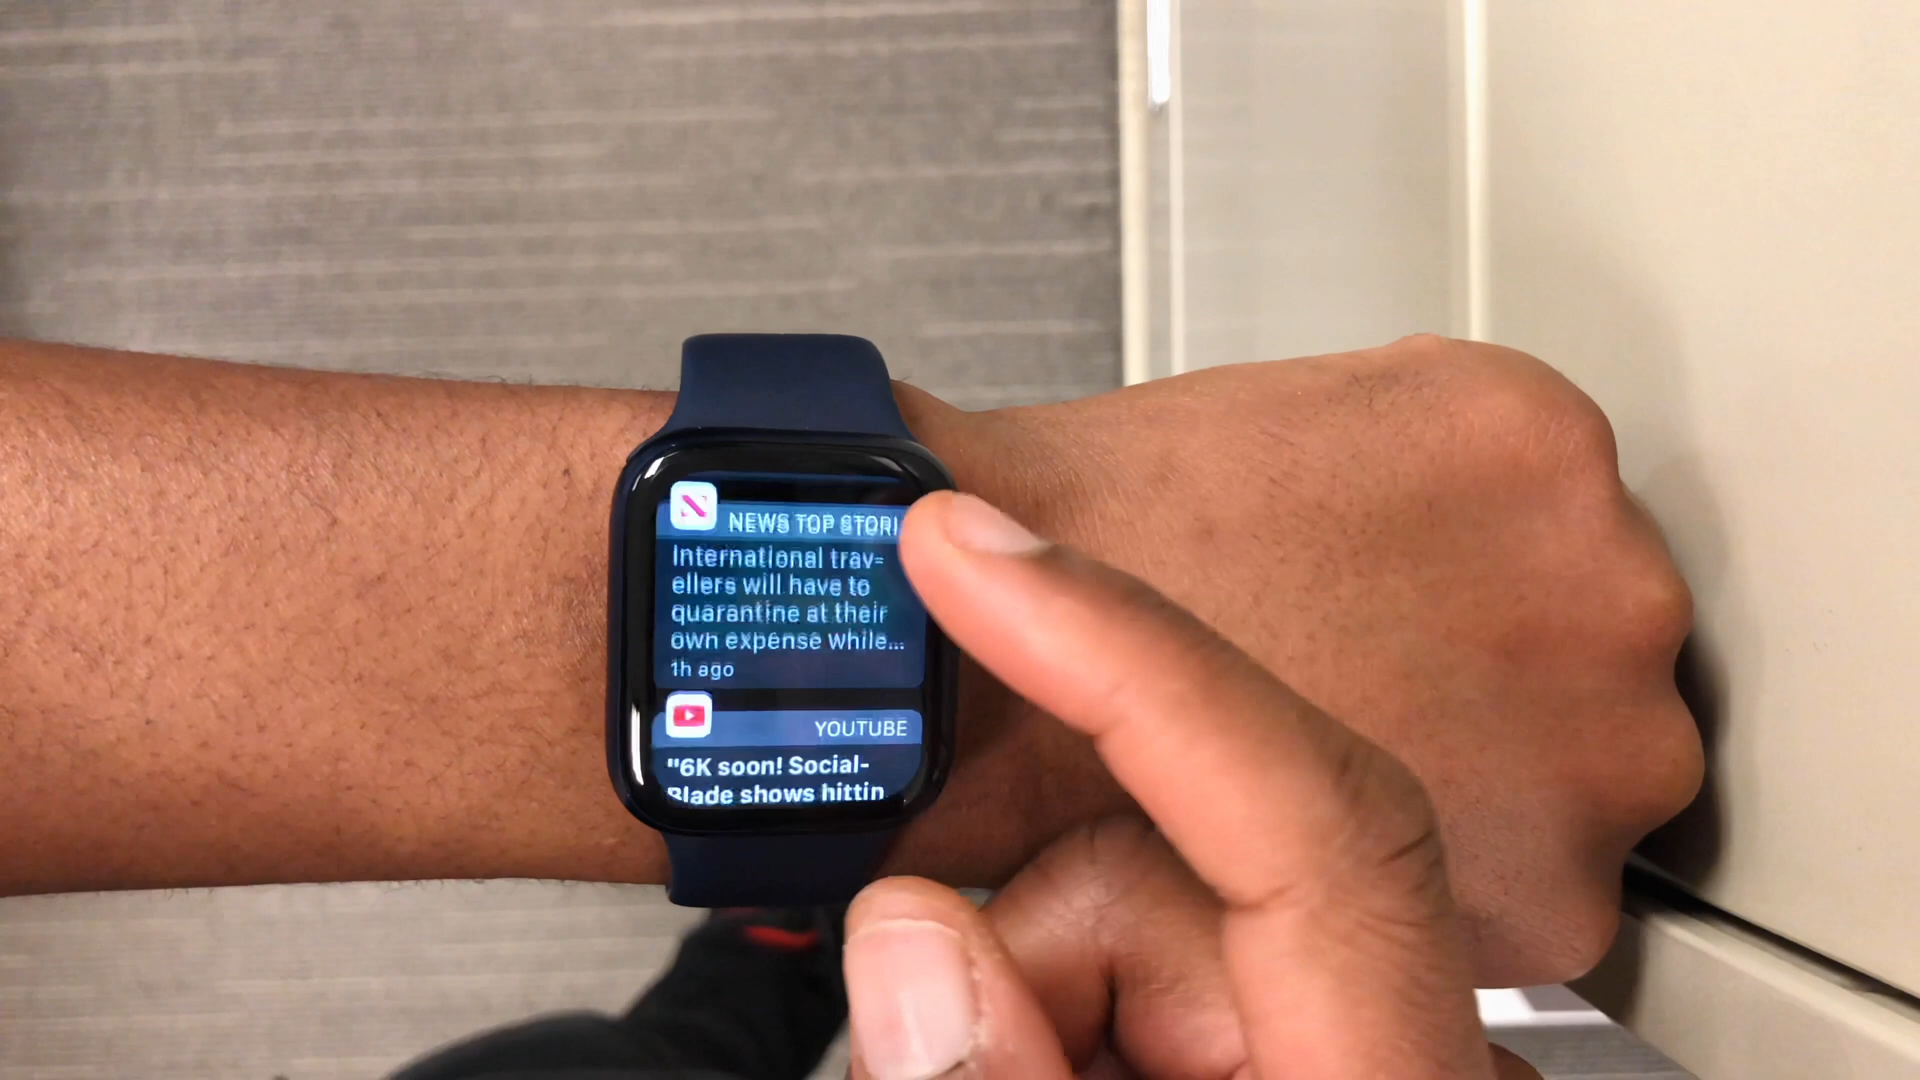 NEWS TOP STORI
International trav-
ellers will have to
quarantine at their
own expense while...
1h ago
YOUTUBE
"6K soon! Social-
Blade shows hittin